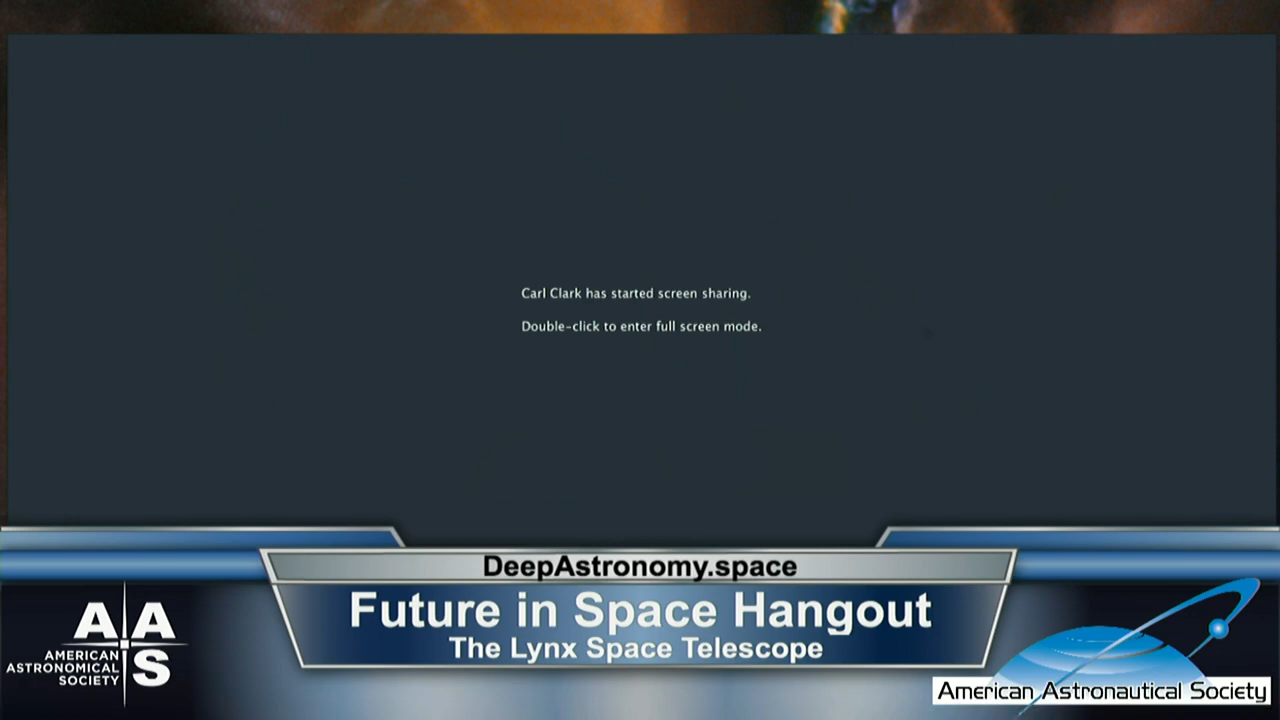 Carl Clark has started screen sharing.
Double-click to enter full screen mode.
DeepAstronomy.space
Future in Space Hangout
The Lynx Space Telescope
AAS
AMERICAN
ASTRONOMICAL
SOCIETY
American Astronautical Society